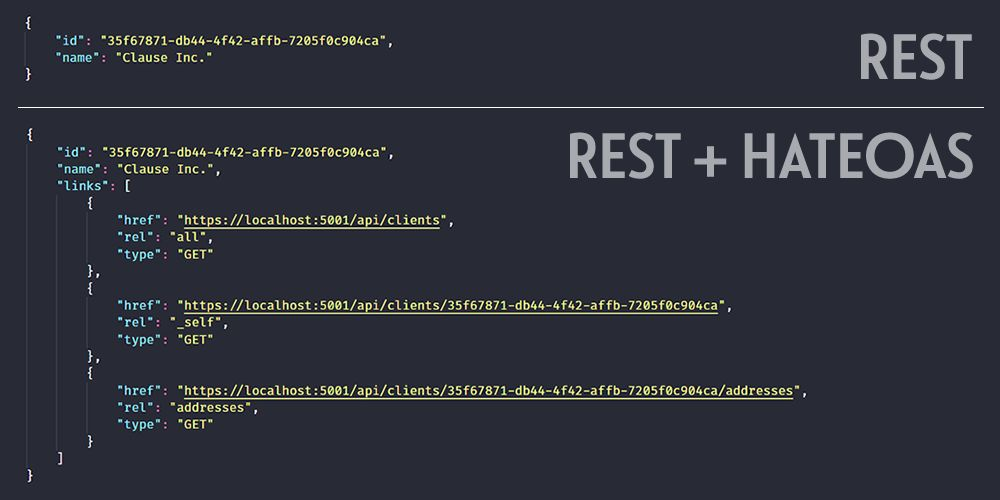 {
    "id": "35f67871-db44-4f42-affb-7205f0c904ca",
    "name": "Clause Inc."
}
REST
REST + HATEOAS
{
    "id": "35f67871-db44-4f42-affb-7205f0c904ca",
    "name": "Clause Inc.",
    "links": [
        {
            "href": "https://localhost:5001/api/clients",
            "rel": "all",
            "type": "GET"
        },
        {
            "href": "https://localhost:5001/api/clients/35f67871-db44-4f42-affb-7205f0c904ca",
            "rel": "_self",
            "type": "GET"
        },
        {
            "href": "https://localhost:5001/api/clients/35f67871-db44-4f42-affb-7205f0c904ca/addresses",
            "rel": "addresses",
            "type": "GET"
        }
    ]
}